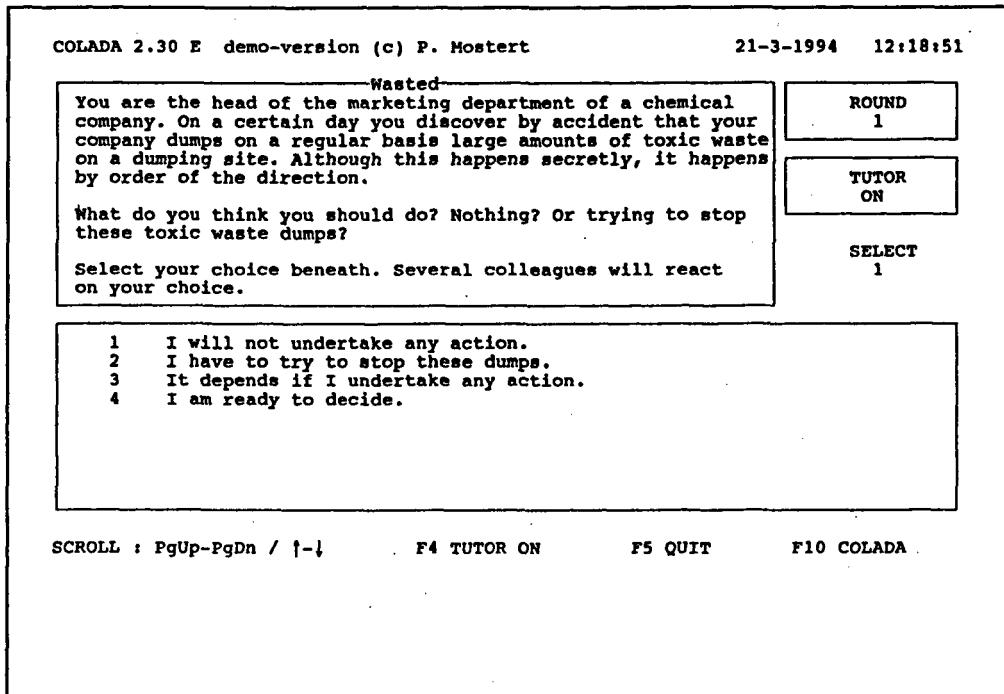 COLADA 2.30 E demo-version (c) P. Mostert 21-3-1994 12:18:51
Wasted
You are the head of the marketing department of a chemical
company. On a certain day you discover by accident that your
company dumps on a regular basis large amounts of toxic waste
on a dumping site. Although this happens secretly, it happens
by order of the direction.
What do you think you should do? Nothing? Or trying to stop
these toxic waste dumps?
Select your choice beneath. Several colleagues will react
on your choice.
ROUND
1
TUTOR
ON
SELECT
1
1 I will not undertake any action.
2 I have to try to stop these dumps.
3 It depends if I undertake any action.
4 I am ready to decide.
SCROLL : PgUp-PgDn / ↑-↓ F4 TUTOR ON F5 QUIT F10 COLADA